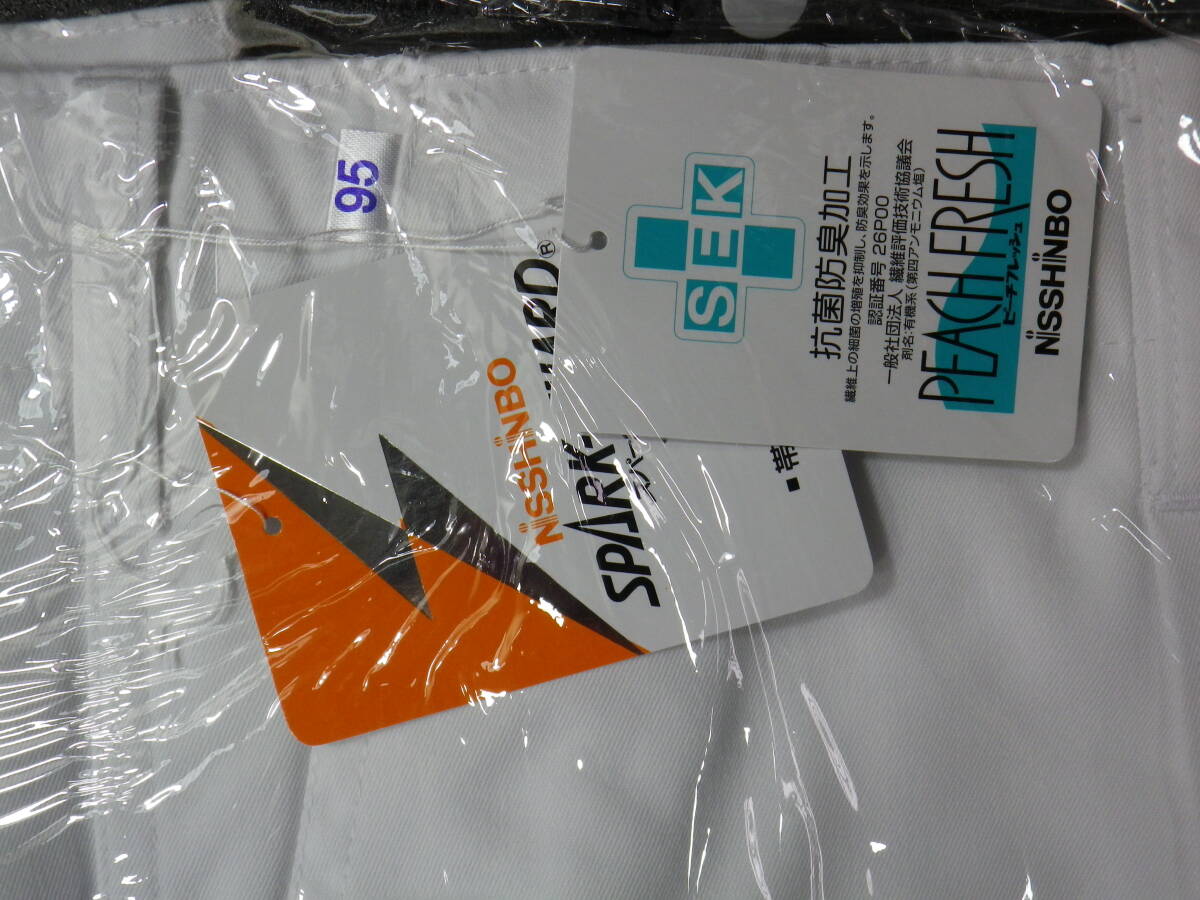 95
SEK
抗菌防臭加工
繊維上の細菌の増殖を抑制し、防臭効果を示します。
認証番号 26P00
一般社団法人 繊維評価技術協議会
剤名:有機系(第四アンモニウム塩)
PEACH FRESH
ピーチフレッシュ
NISSHINBO
NISSHINBO
SPARK-
スパー